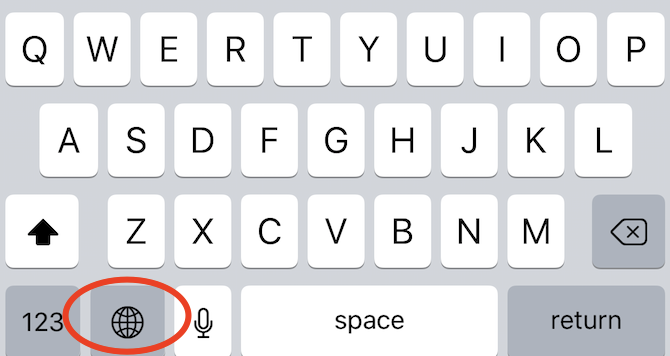 Q W E R T Y U I O P
A S D F G H J K L
Z X C V B N M
123 space return